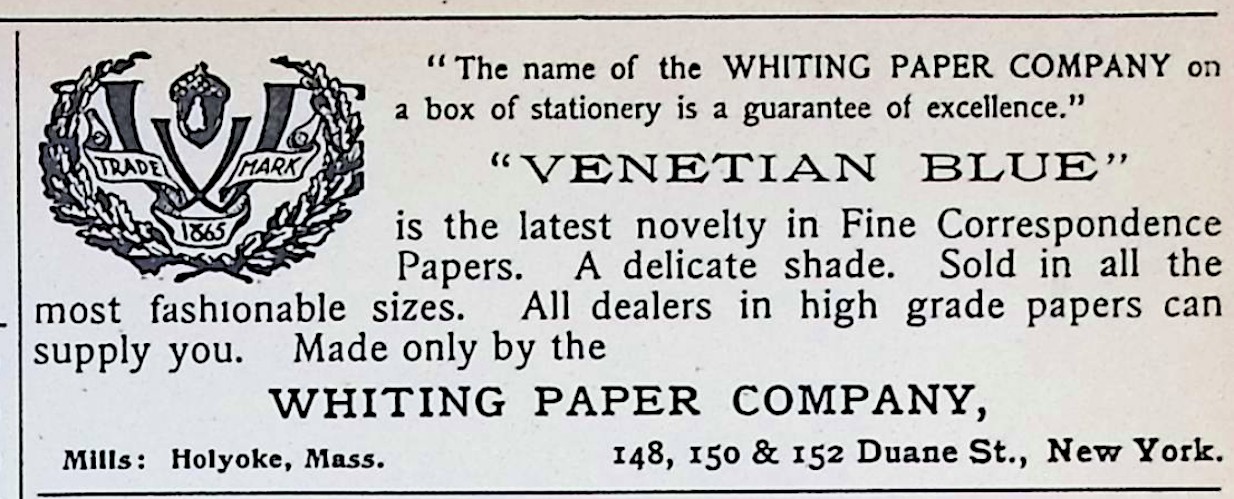 TRADE MARK
1865
“The name of the WHITING PAPER COMPANY on
a box of stationery is a guarantee of excellence.”
“VENETIAN BLUE”
is the latest novelty in Fine Correspondence
Papers. A delicate shade. Sold in all the
most fashionable sizes. All dealers in high grade papers can
supply you. Made only by the
WHITING PAPER COMPANY,
Mills: Holyoke, Mass. 148, 150 & 152 Duane St., New York.